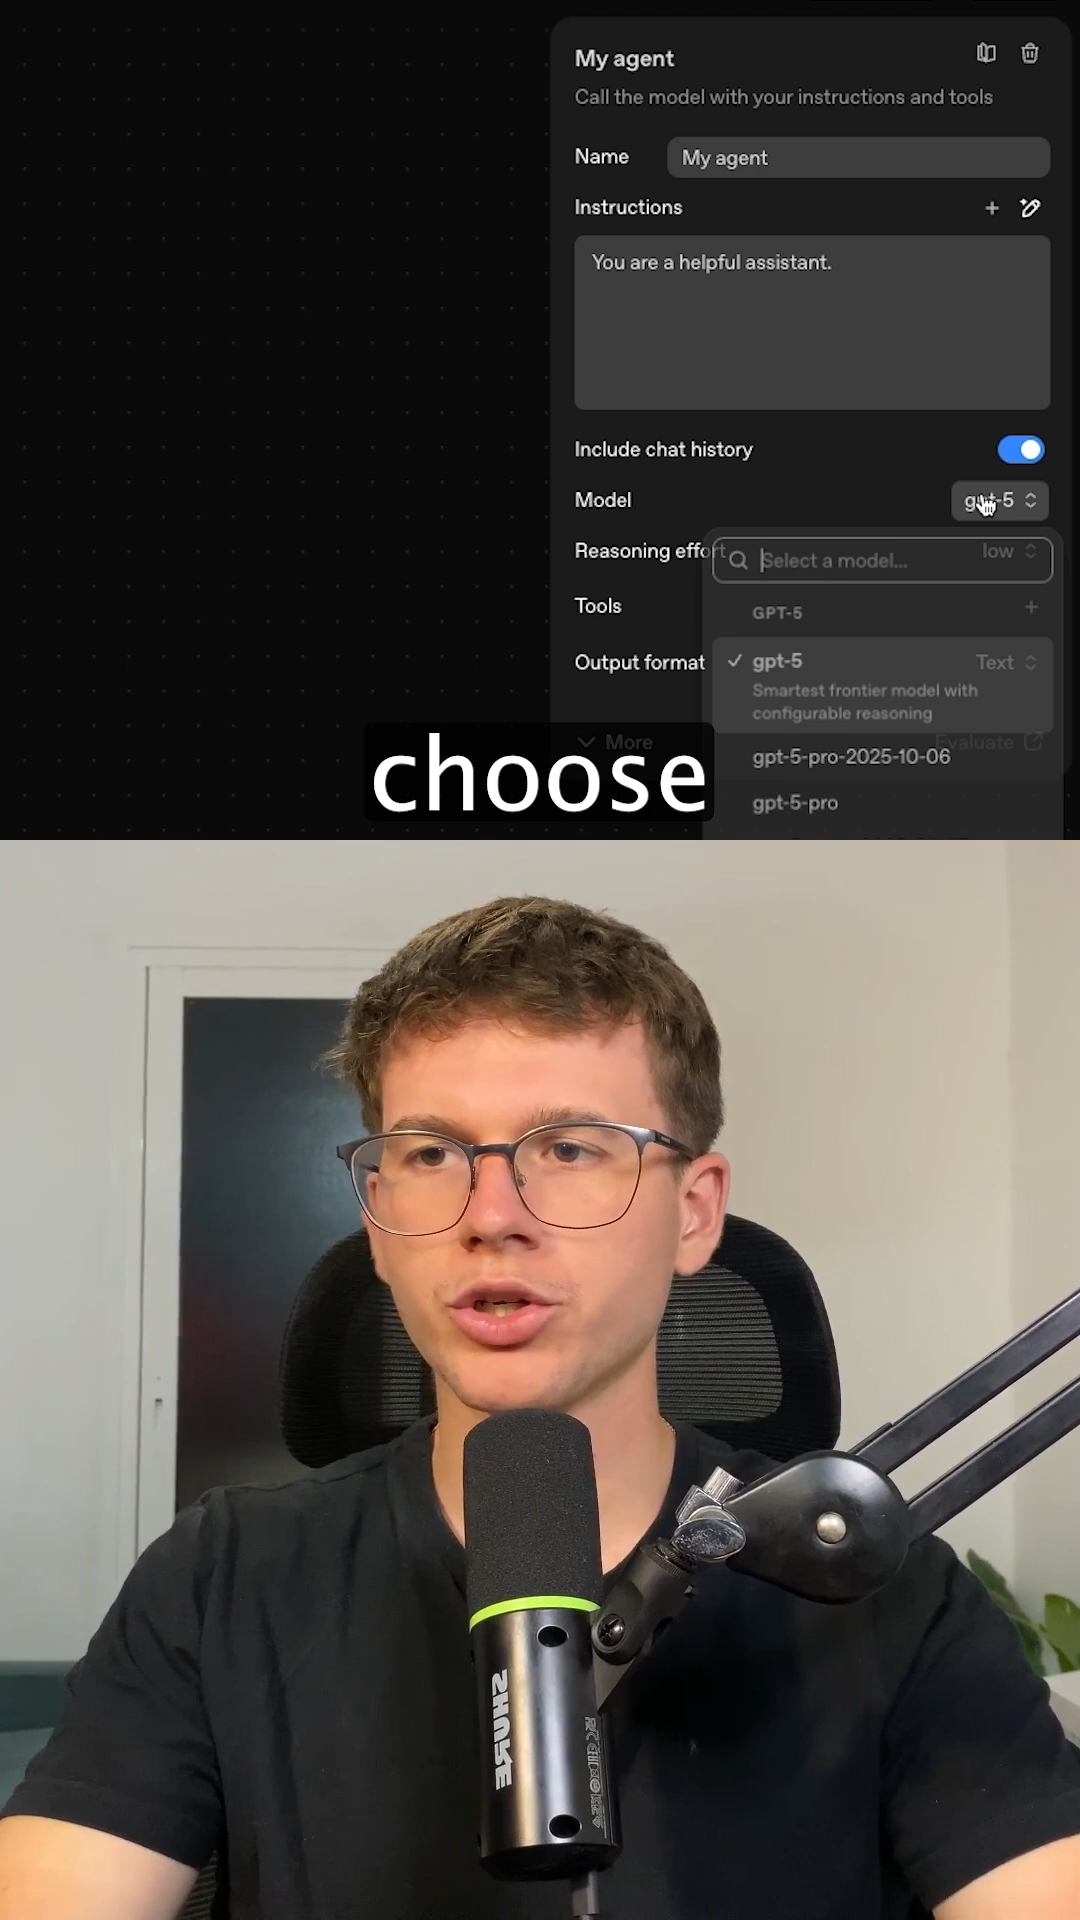 My agent
Call the model with your instructions and tools
Name My agent
Instructions
You are a helpful assistant.
Include chat history
Model gpt-5
Reasoning effort low
Select a model...
Tools
GPT-5
Output format Text
gpt-5
Smartest frontier model with
configurable reasoning
More Evaluate
gpt-5-pro-2025-10-06
gpt-5-pro
choose
SHURE